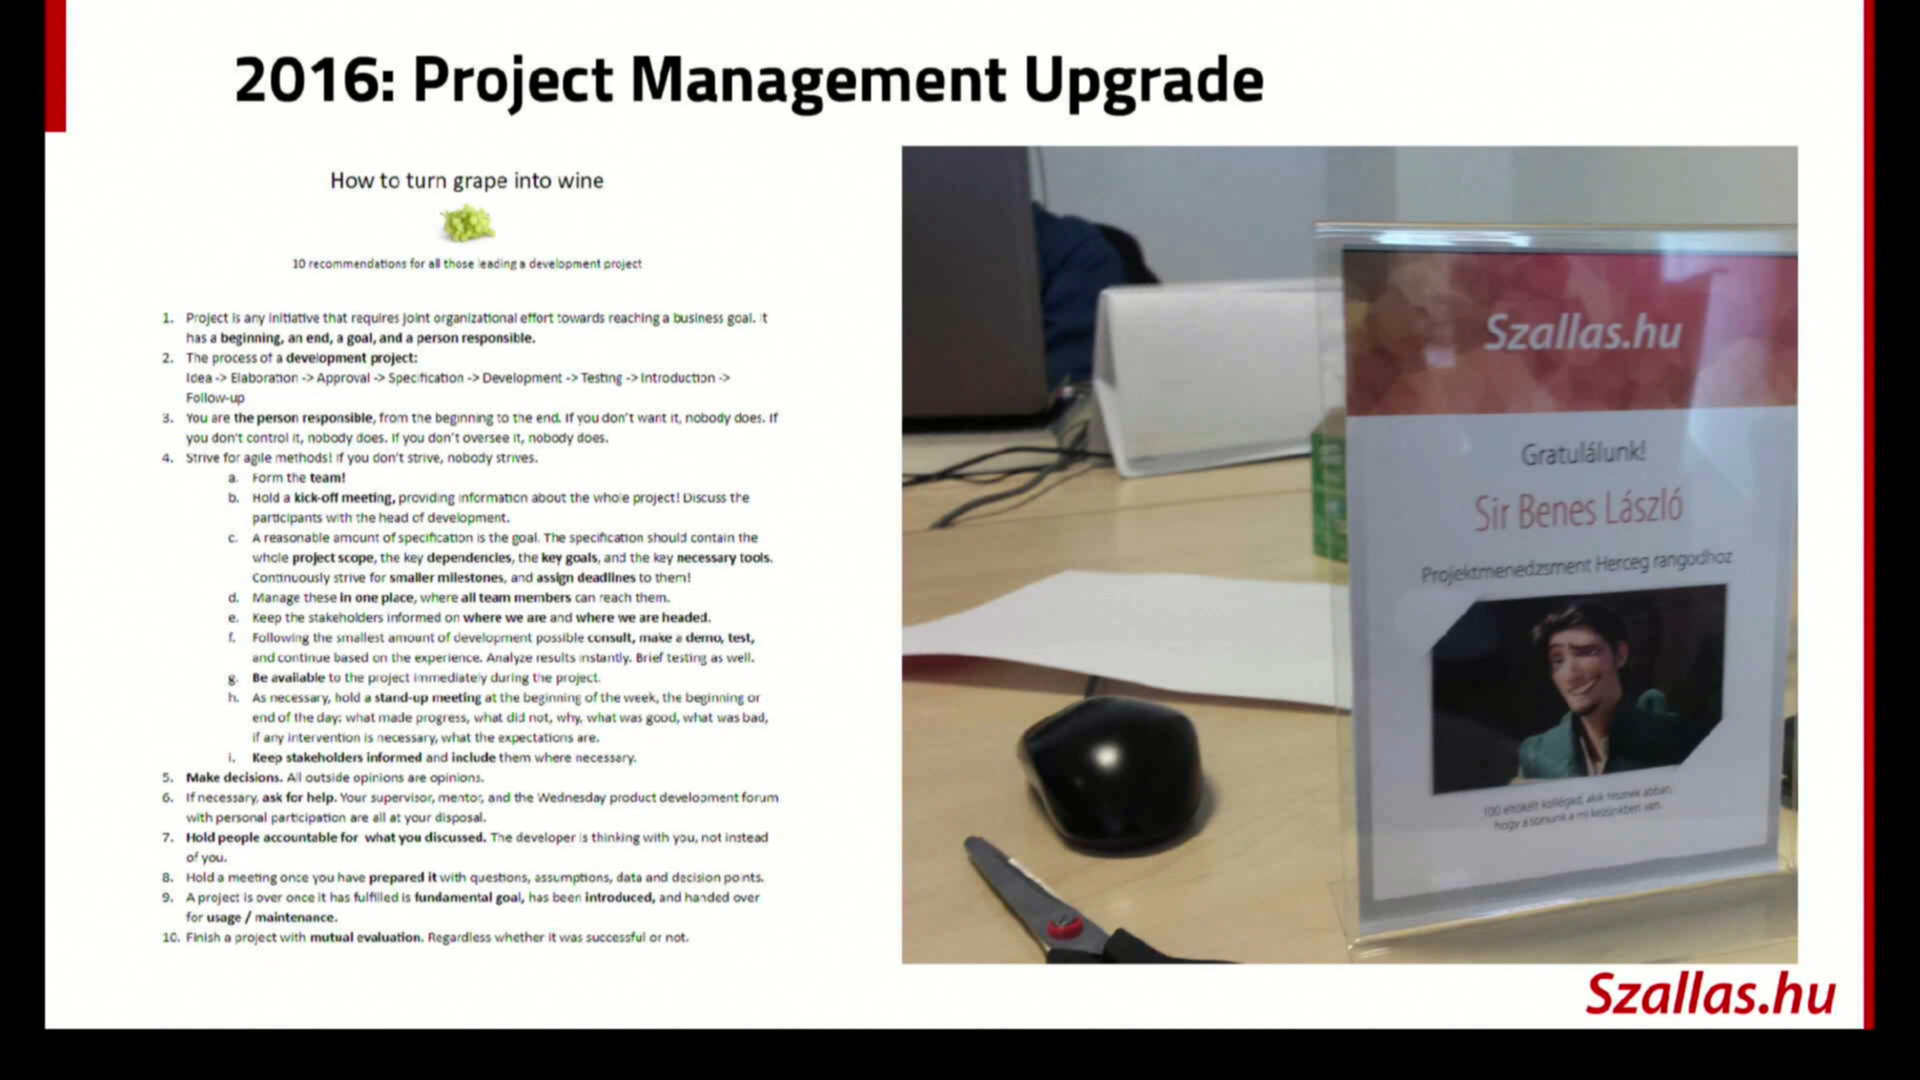 2016: Project Management Upgrade
How to turn grape into wine
10 recommendations for all those leading a development project
1. Project is any initiative that requires joint organizational effort towards reaching a business goal. It
has a beginning, an end, a goal, and a person responsible.
2. The process of a development project:
Idea -> Elaboration -> Approval -> Specification -> Development -> Testing -> Introduction ->
Follow-up
3. You are the person responsible, from the beginning to the end. If you don't want it, nobody does. If
you don't control it, nobody does. If you don't oversee it, nobody does.
4. Strive for agile methods! If you don't strive, nobody strives.
a. Form the team!
b. Hold a kick-off meeting, providing information about the whole project! Discuss the
participants with the head of development.
c. A reasonable amount of specification is the goal. The specification should contain the
whole project scope, the key dependencies, the key goals, and the key necessary tools.
Continuously strive for smaller milestones, and assign deadlines to them!
d. Manage these in one place, where all team members can reach them.
e. Keep the stakeholders informed on where we are and where we are headed.
f. Following the smallest amount of development possible consult, make a demo, test,
and continue based on the experience. Analyze results instantly. Brief testing as well.
g. Be available to the project immediately during the project.
h. As necessary, hold a stand-up meeting at the beginning of the week, the beginning or
end of the day: what made progress, what did not, why, what was good, what was bad,
if any intervention is necessary, what the expectations are.
i. Keep stakeholders informed and include them where necessary.
5. Make decisions. All outside opinions are opinions.
6. If necessary, ask for help. Your supervisor, mentor, and the Wednesday product development forum
with personal participation are all at your disposal.
7. Hold people accountable for what you discussed. The developer is thinking with you, not instead
of you.
8. Hold a meeting once you have prepared it with questions, assumptions, data and decision points.
9. A project is over once it has fulfilled is fundamental goal, has been introduced, and handed over
for usage / maintenance.
10. Finish a project with mutual evaluation. Regardless whether it was successful or not.
Szallas.hu
Gratulálunk!
Sir Benes László
Projektmenedzsment Herceg rangodhoz
100 eltökélt kollégád, akik hisznek abban,
hogy a sorsunk a mi kezünkben van.
Szallas.hu